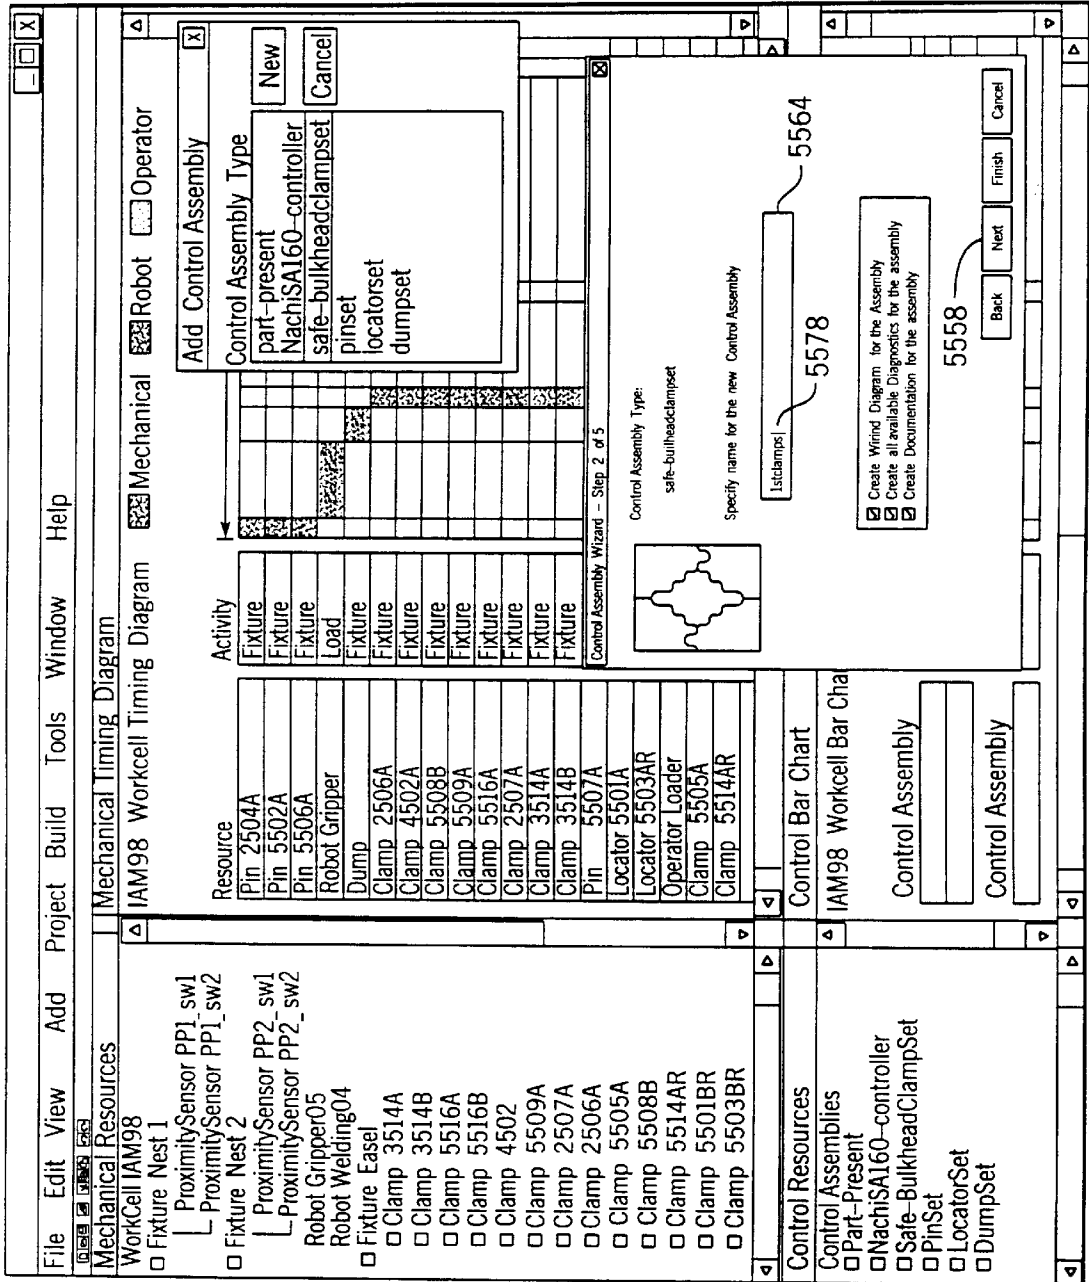 File Edit View Add Project Build Tools Window Help
Mechanical Resources
WorkCell IAM98
Fixture Nest 1
ProximitySensor PP1_sw1
ProximitySensor PP1_sw2
Fixture Nest 2
ProximitySensor PP2_sw1
ProximitySensor PP2_sw2
Robot Gripper05
Robot Welding04
Fixture Easel
Clamp 3514A
Clamp 3514B
Clamp 5516A
Clamp 5516B
Clamp 4502
Clamp 5509A
Clamp 2507A
Clamp 2506A
Clamp 5505A
Clamp 5508B
Clamp 5514AR
Clamp 5501BR
Clamp 5503BR
Control Resources
Control Assemblies
Part-Present
NachiSA160-controller
Safe-BulkheadClampSet
PinSet
LocatorSet
DumpSet
Mechanical Timing Diagram
IAM98 Workcell Timing Diagram
Mechanical
Robot
Operator
Resource Activity
Pin 2504A Fixture
Pin 5502A Fixture
Pin 5506A Fixture
Robot Gripper Load
Dump Fixture
Clamp 2506A Fixture
Clamp 4502A Fixture
Clamp 5508B Fixture
Clamp 5509A Fixture
Clamp 5516A Fixture
Clamp 2507A Fixture
Clamp 3514A Fixture
Clamp 3514B Fixture
Pin 5507A
Locator 5501A
Locator 5503AR
Operator Loader
Clamp 5505A
Clamp 5514AR
Control Bar Chart
IAM98 Workcell Bar Cha
Control Assembly
Control Assembly
Add Control Assembly
X
Control Assembly Type
part-present
NachiSA160-controller
safe-bulkheadclampset
pinset
locatorset
dumpset
New
Cancel
Control Assembly Wizard - Step 2 of 5
Control Assembly Type:
safe-builheadclampset
Specify name for the new Control Assembly
1stclamps
5578
5564
Create Wirind Diagram for the Assembly
Create all available Diagnostics for the assembly
Create Documentation for the assembly
5558
Back
Next
Finish
Cancel